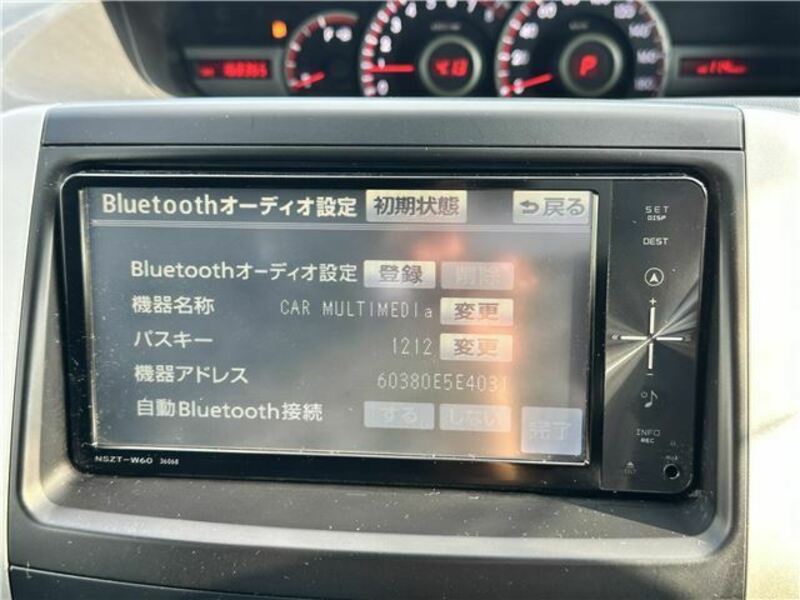 P
Bluetoothオーディオ設定 初期状態 戻る
Bluetoothオーディオ設定 登録 削除
機器名称 CAR MULTIMEDIa 変更
パスキー 1212 変更
機器アドレス 60380E5E4031
自動Bluetooth接続 する しない
完了
NSZT-W60 36068
SET
DISP
DEST
INFO
REC